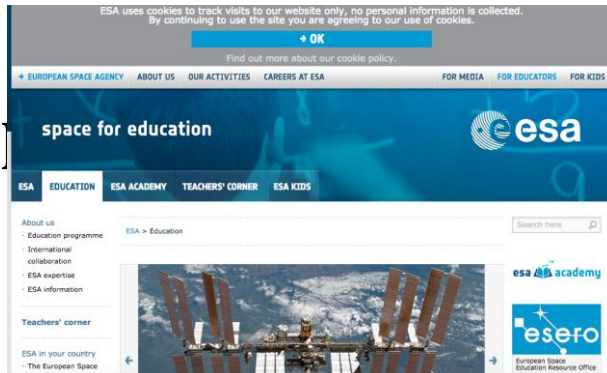 ESA uses cookies to track visits to our website only, no personal information is collected.
By continuing to use the site you are agreeing to our use of cookies.
→ OK
Find out more about our cookie policy.
→ EUROPEAN SPACE AGENCY ABOUT US OUR ACTIVITIES CAREERS AT ESA FOR MEDIA FOR EDUCATORS FOR KIDS
space for education
esa
ESA EDUCATION ESA ACADEMY TEACHERS' CORNER ESA KIDS
About us
· Education programme
· International
collaboration
· ESA expertise
· ESA information
Teachers' corner
ESA in your country
· The European Space
ESA > Education
Search here
esa academy
esero
European Space
Education Resource Office